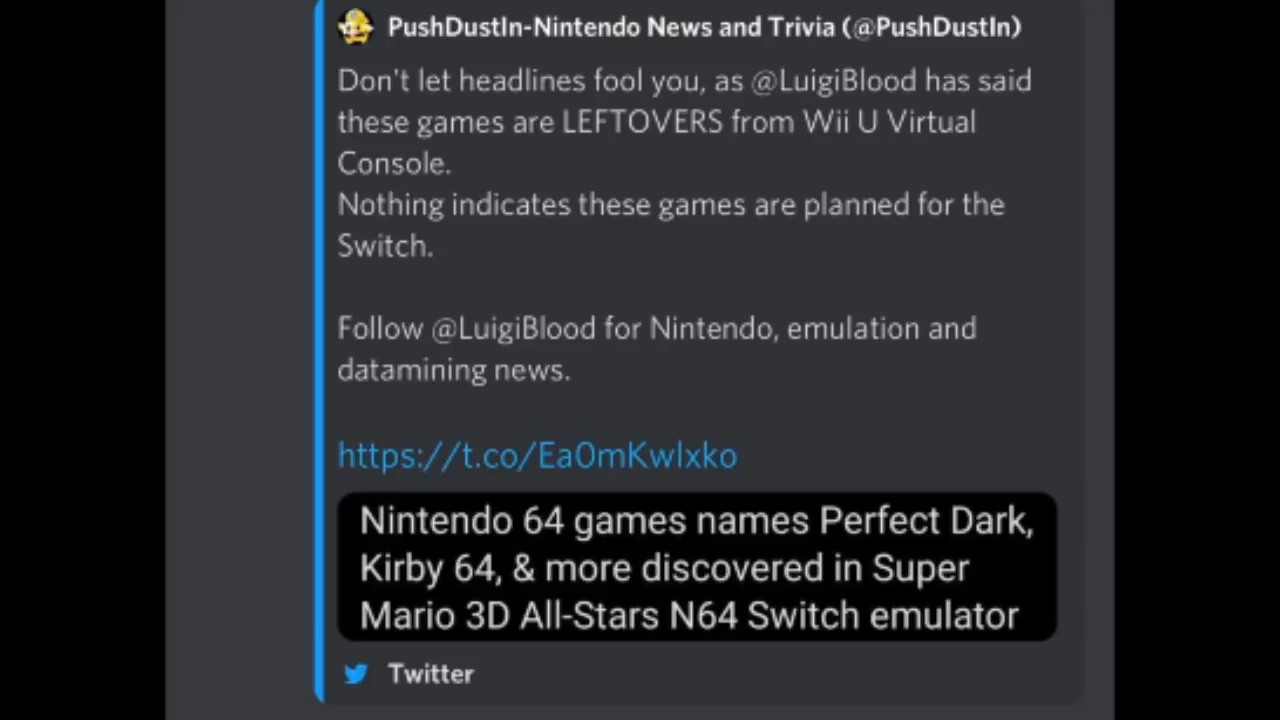 PushDustIn-Nintendo News and Trivia (@PushDustIn)
Don't let headlines fool you, as @LuigiBlood has said
these games are LEFTOVERS from Wii U Virtual
Console.
Nothing indicates these games are planned for the
Switch.
Follow @LuigiBlood for Nintendo, emulation and
datamining news.
https://t.co/Ea0mKwlxko
Nintendo 64 games names Perfect Dark,
Kirby 64, & more discovered in Super
Mario 3D All-Stars N64 Switch emulator
Twitter